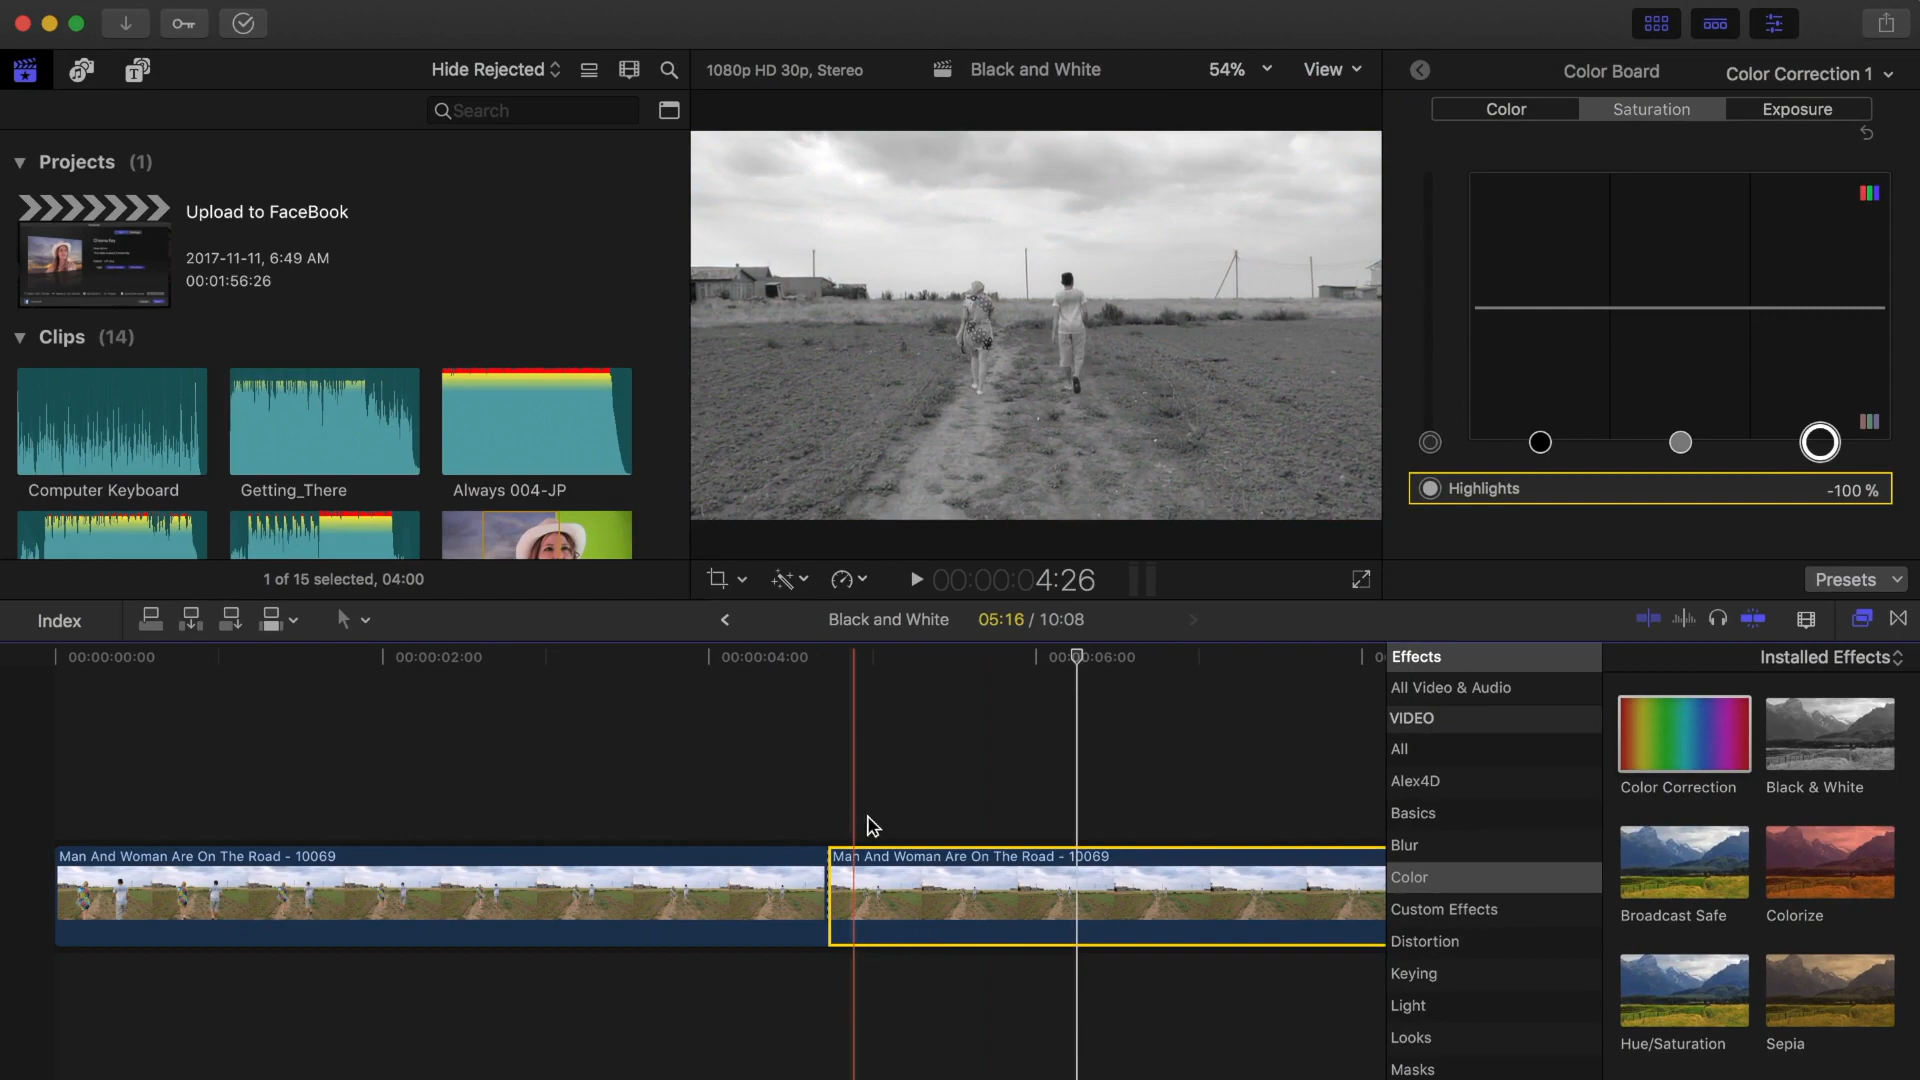 Hide Rejected
1080p HD 30p, Stereo
Black and White
54%
View
Color Board
Color Correction 1
Search
Color
Saturation
Exposure
Projects (1)
Upload to FaceBook
2017-11-11, 6:49 AM
00:01:56:26
Clips (14)
Computer Keyboard
Getting_There
Always 004-JP
Highlights
-100 %
1 of 15 selected, 04:00
00:00:04:26
Presets
Index
Black and White
05:16 / 10:08
00:00:00:00
00:00:02:00
00:00:04:00
00:00:06:00
Effects
Installed Effects
All Video & Audio
VIDEO
All
Alex4D
Basics
Blur
Color
Custom Effects
Distortion
Keying
Light
Looks
Masks
Color Correction
Black & White
Broadcast Safe
Colorize
Hue/Saturation
Sepia
Man And Woman Are On The Road - 10069
Man And Woman Are On The Road - 10069